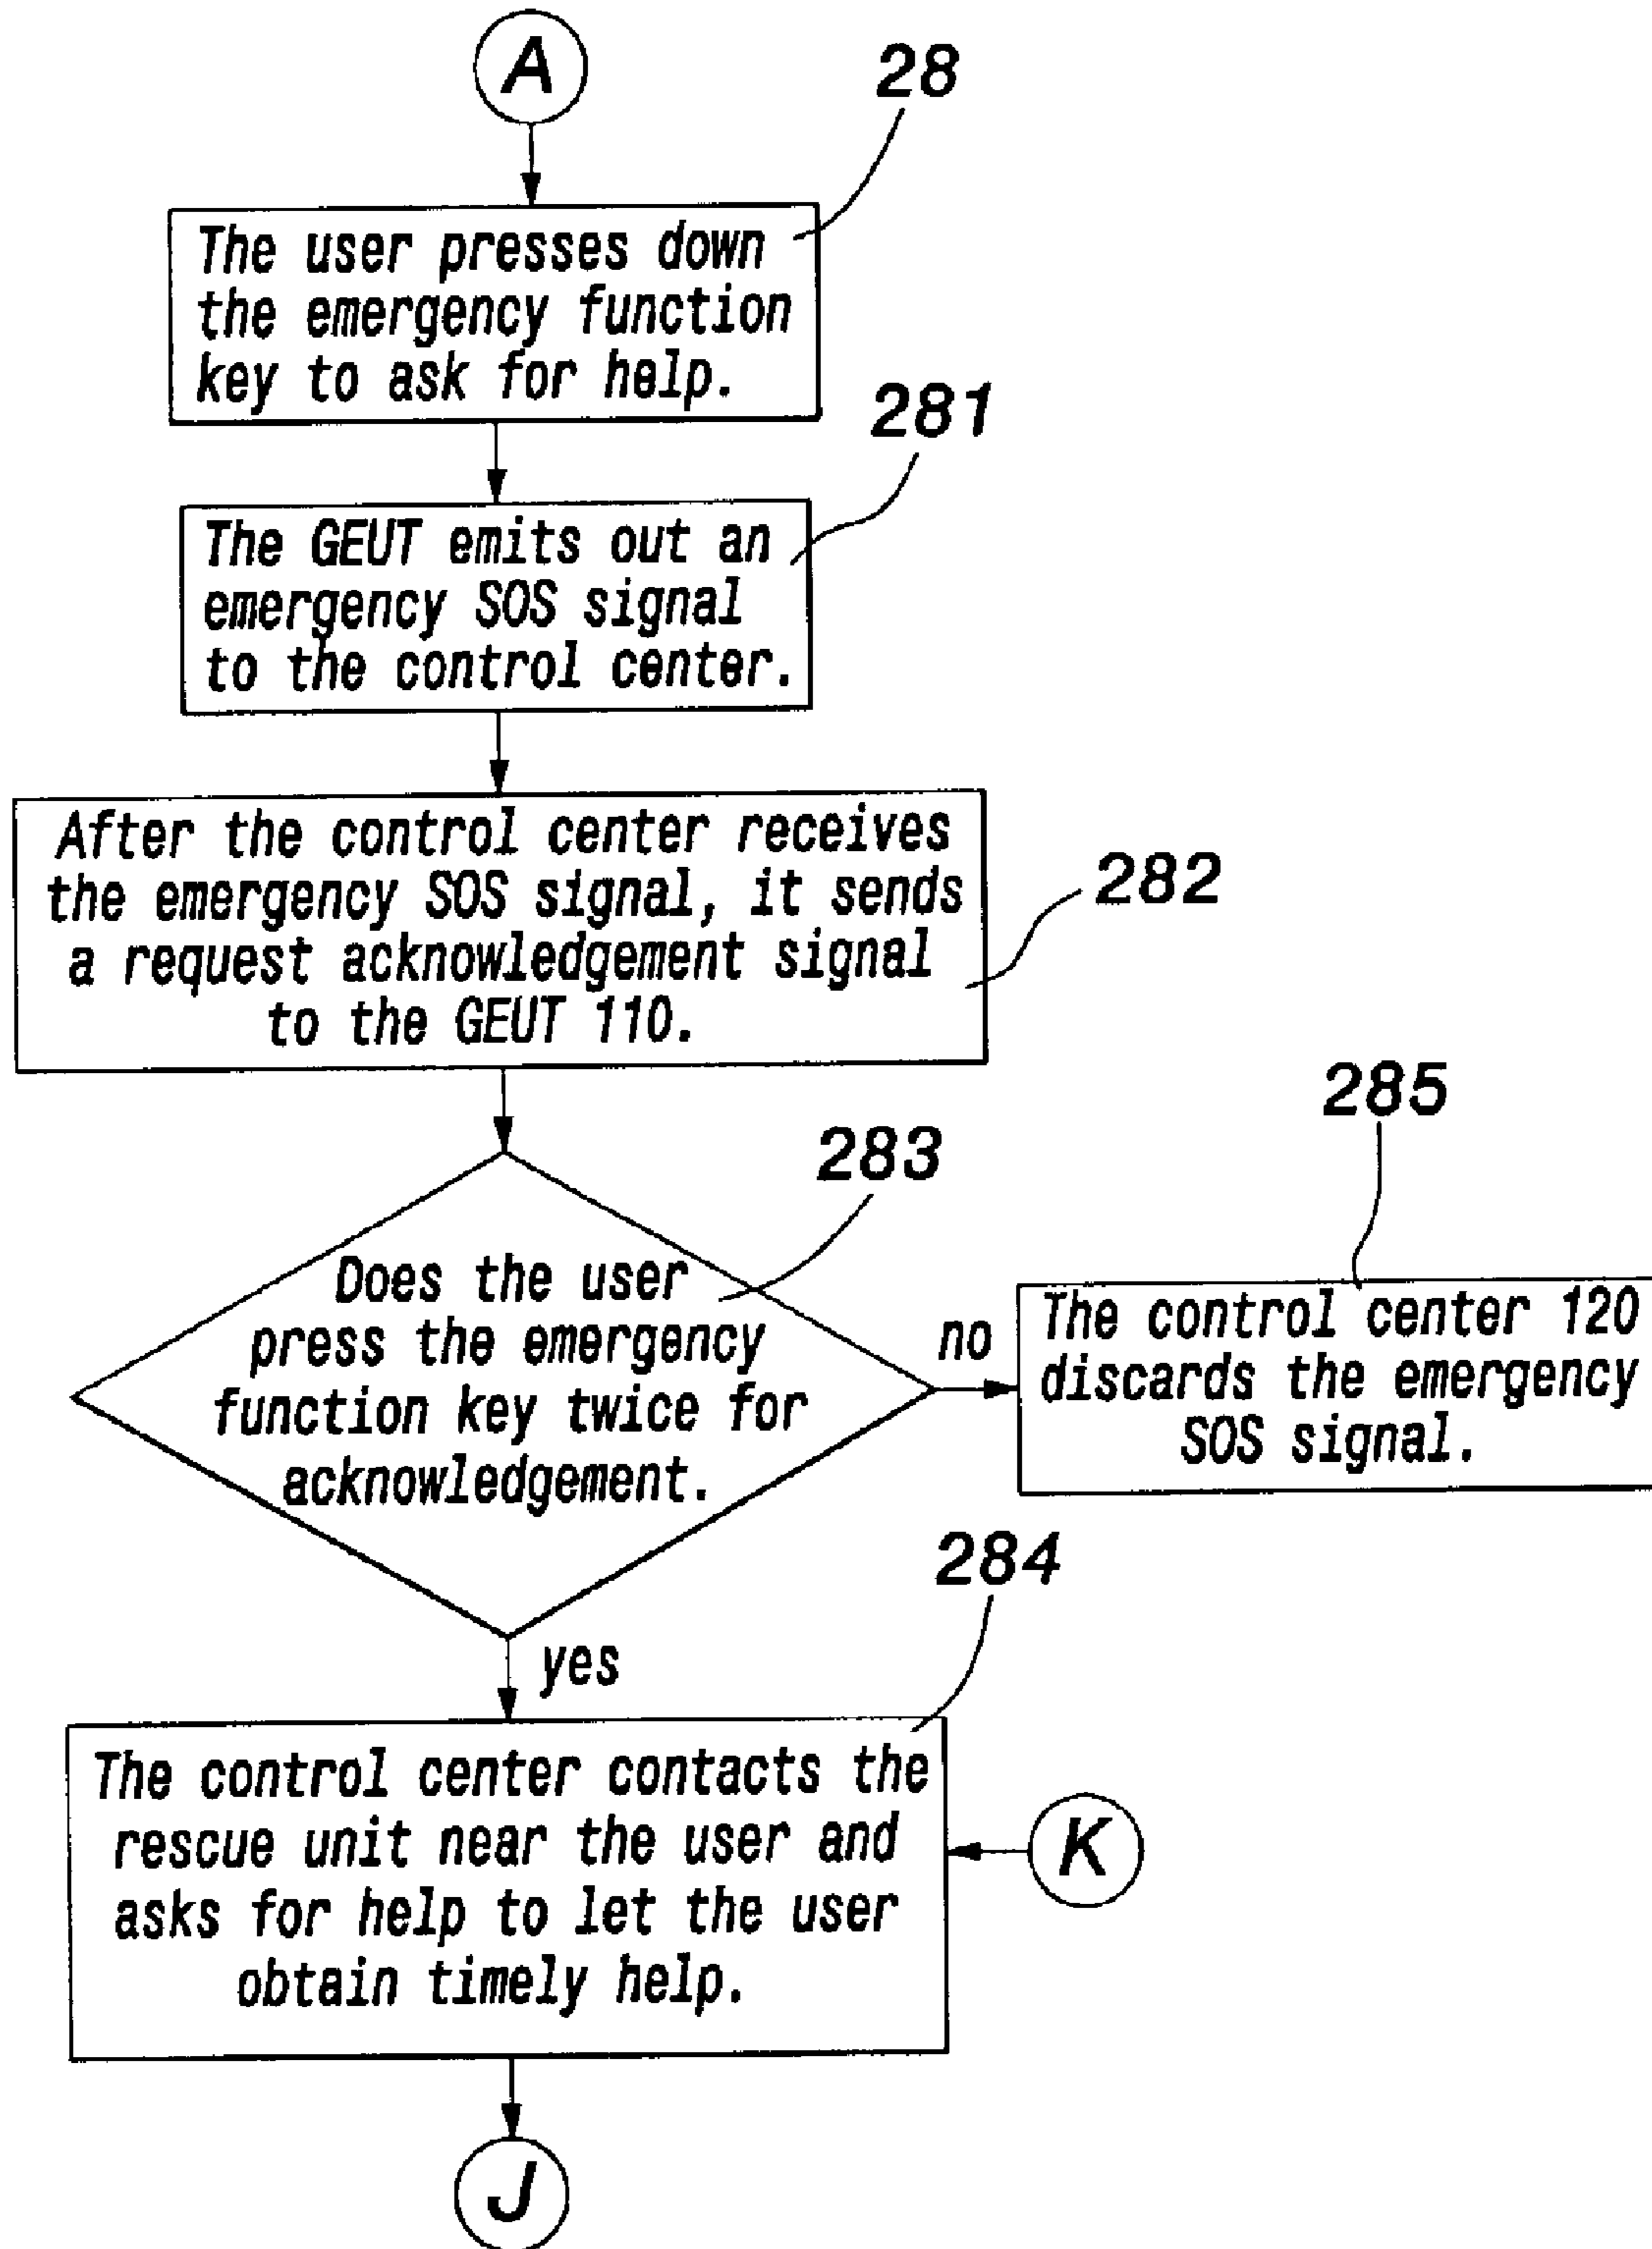 A
28
The user presses down
the emergency function
key to ask for help.
281
The GEUT emits out an
emergency SOS signal
to the control center.
After the control center receives
the emergency SOS signal, it sends
a request acknowledgement signal
to the GEUT 110.
282
283
Does the user
press the emergency
function key twice for
acknowledgement.
no
285
The control center 120
discards the emergency
SOS signal.
yes
284
The control center contacts the
rescue unit near the user and
asks for help to let the user
obtain timely help.
K
J